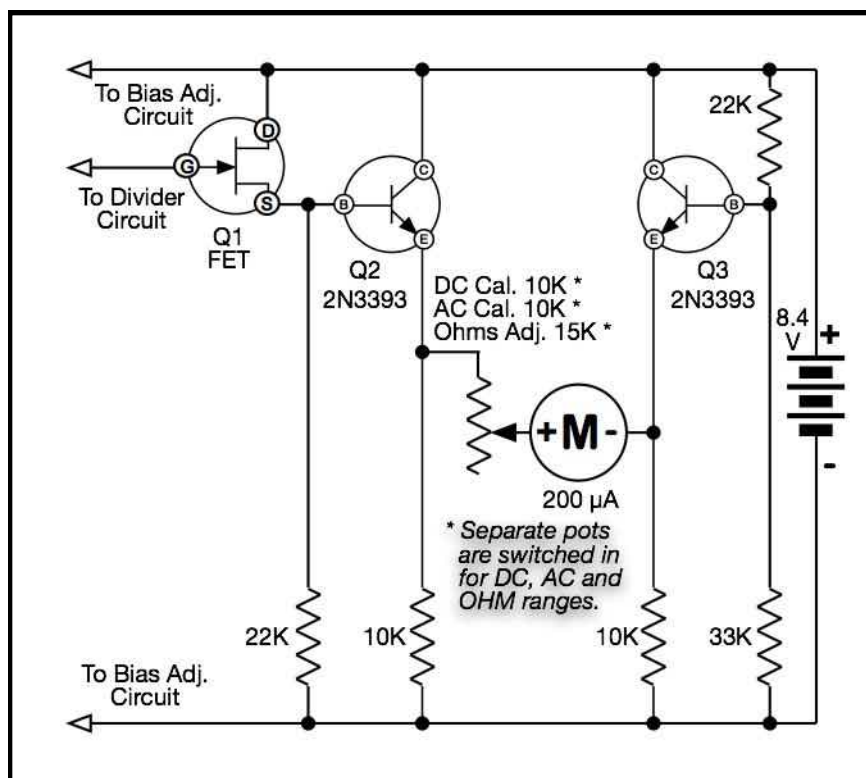 To Bias Adj.
Circuit
D
G
S
To Divider
Circuit
Q1
FET
B
C
E
Q2
2N3393
C
B
E
Q3
2N3393
22K
DC Cal. 10K *
AC Cal. 10K *
Ohms Adj. 15K *
8.4
V
+
-
+M-
200 µA
* Separate pots
are switched in
for DC, AC and
OHM ranges.
22K
10K
10K
33K
To Bias Adj.
Circuit